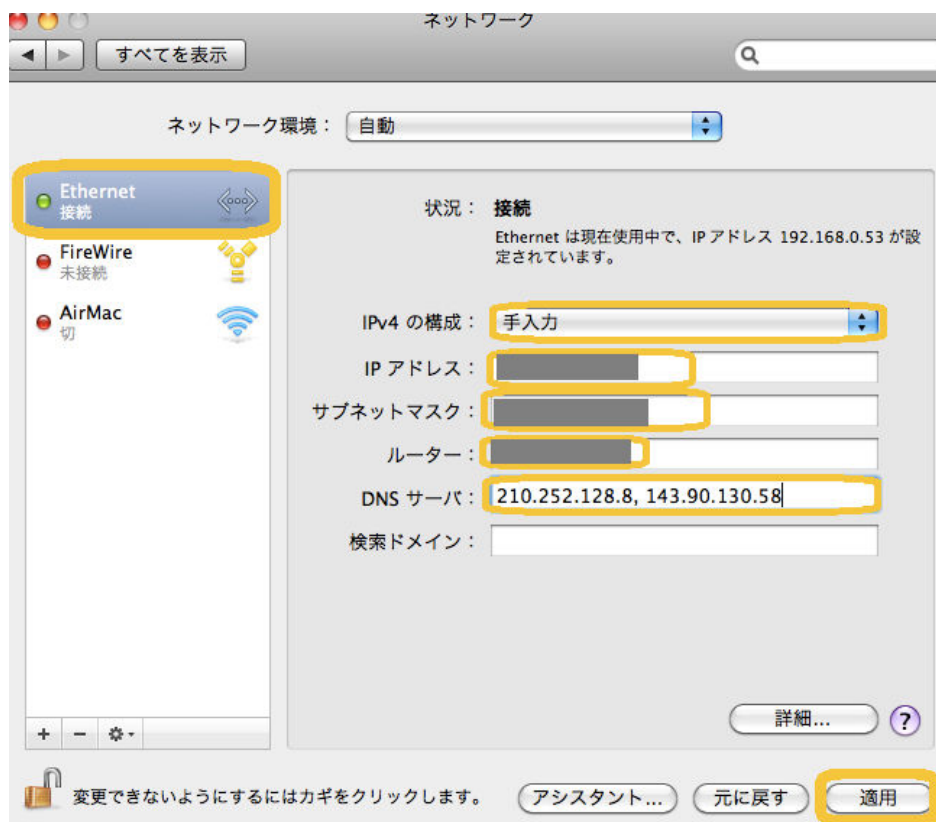 ネットワーク
すべてを表示
ネットワーク環境： 自動
Ethernet
接続
FireWire
未接続
AirMac
切
状況： 接続
Ethernet は現在使用中で、IP アドレス 192.168.0.53 が設
定されています。
IPv4 の構成： 手入力
IP アドレス：
サブネットマスク：
ルーター：
DNS サーバ： 210.252.128.8, 143.90.130.58
検索ドメイン：
詳細... ?
変更できないようにするにはカギをクリックします。 アシスタント... 元に戻す 適用